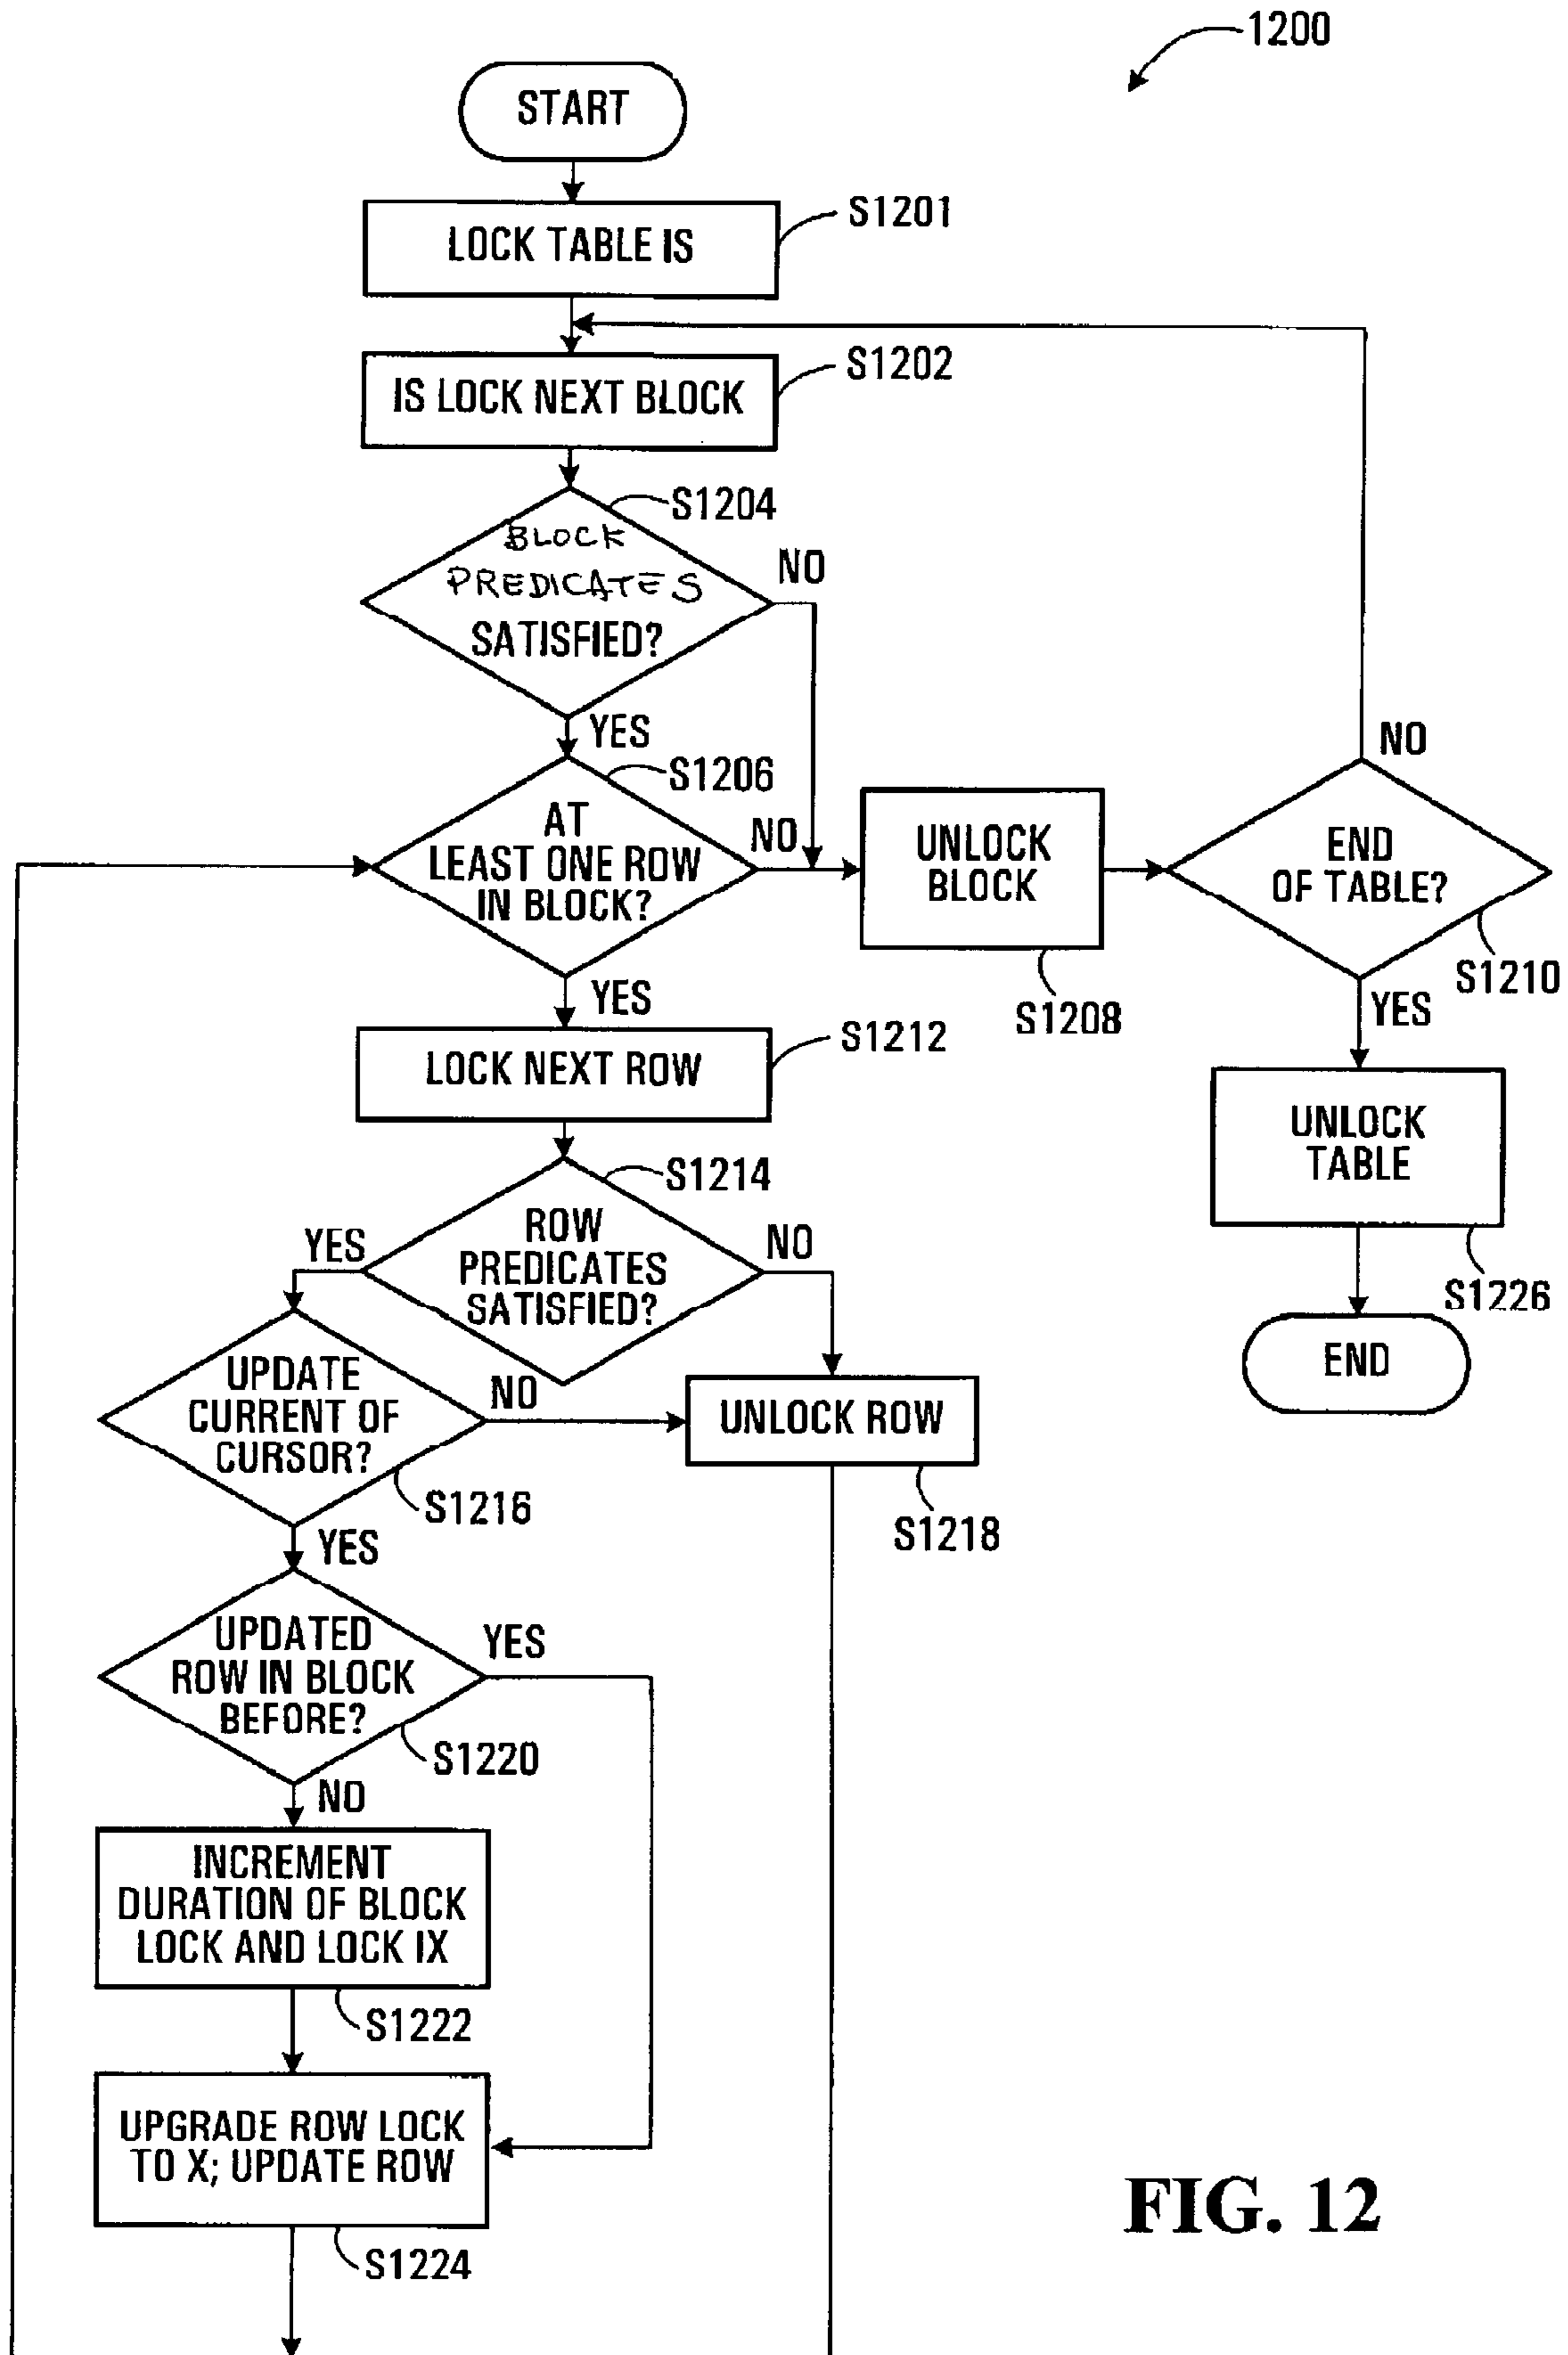 1200
START
S1201
LOCK TABLE IS
S1202
IS LOCK NEXT BLOCK
S1204
BLOCK
PREDICATES
SATISFIED?
NO
YES
S1206
AT
LEAST ONE ROW
IN BLOCK?
NO
UNLOCK
BLOCK
S1208
NO
END
OF TABLE?
S1210
YES
YES
S1212
LOCK NEXT ROW
UNLOCK
TABLE
S1226
END
S1214
ROW
PREDICATES
SATISFIED?
YES
NO
UPDATE
CURRENT OF
CURSOR?
NO
UNLOCK ROW
S1216
S1218
YES
UPDATED
ROW IN BLOCK
BEFORE?
YES
S1220
NO
INCREMENT
DURATION OF BLOCK
LOCK AND LOCK IX
S1222
UPGRADE ROW LOCK
TO X; UPDATE ROW
S1224
FIG. 12